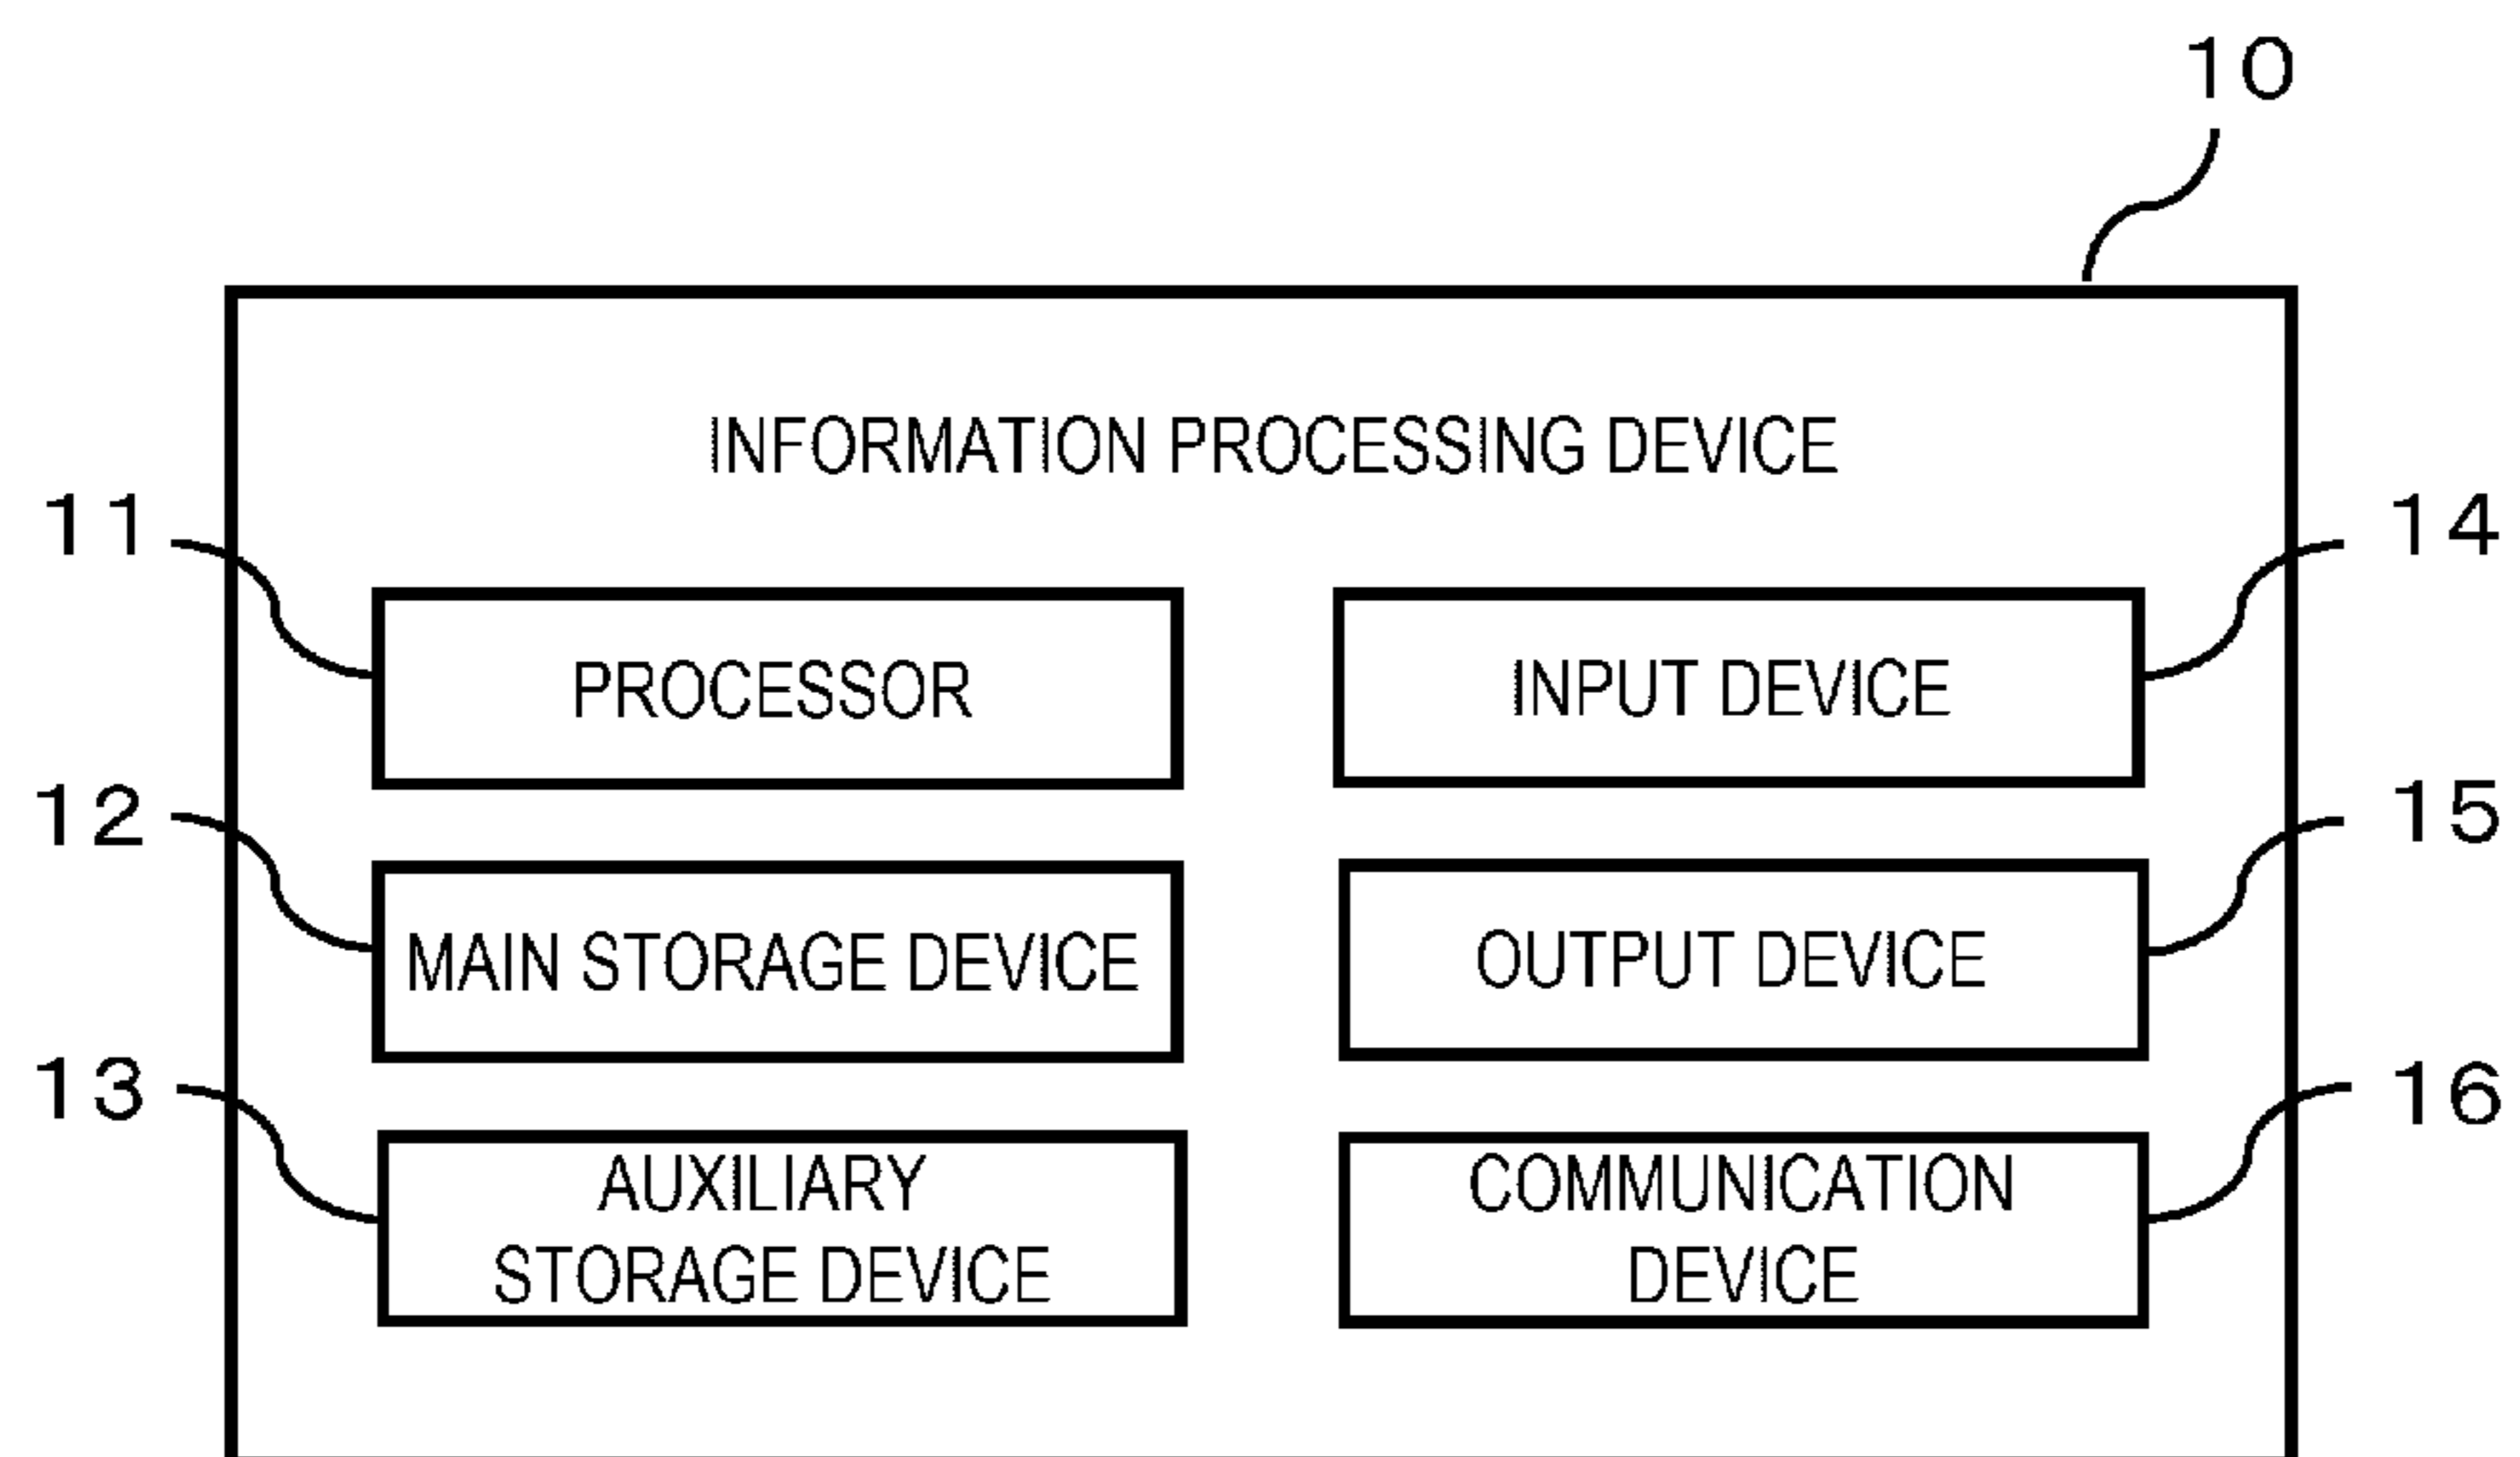 10
INFORMATION PROCESSING DEVICE
11
14
PROCESSOR
INPUT DEVICE
12
15
MAIN STORAGE DEVICE
OUTPUT DEVICE
13
16
AUXILIARY
STORAGE DEVICE
COMMUNICATION
DEVICE